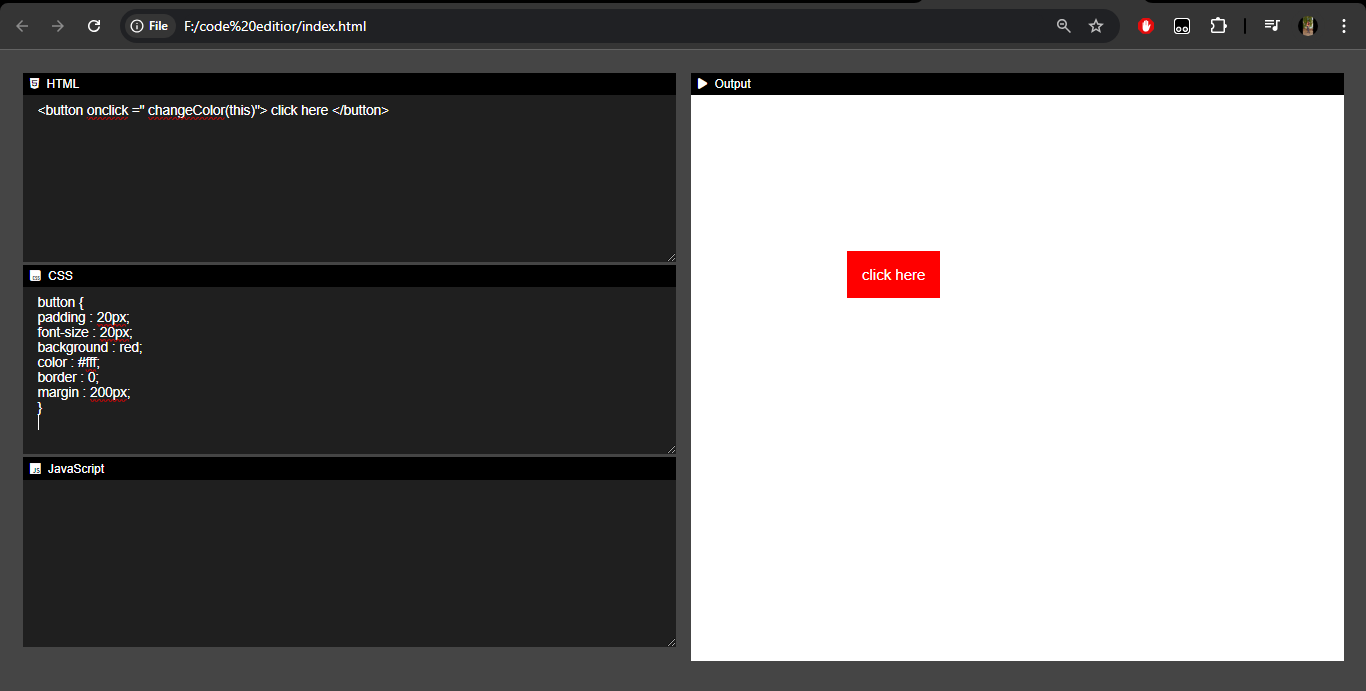 File F:/code%20editior/index.html
HTML
<button onclick =" changeColor(this)"> click here </button>
CSS
button {
padding : 20px;
font-size : 20px;
background : red;
color : #fff;
border : 0;
margin : 200px;
}
JS JavaScript
Output
click here